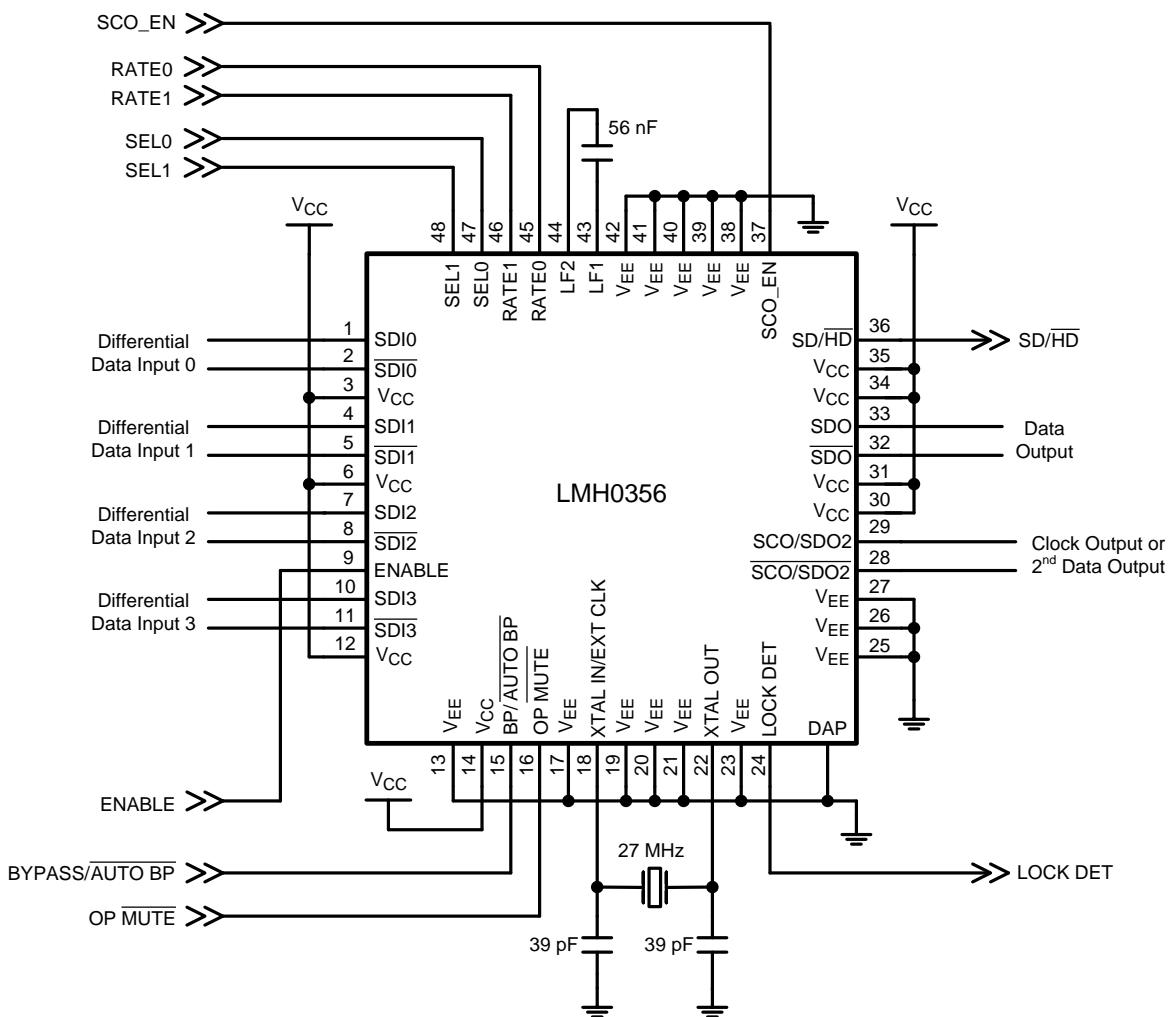 SCO_EN
RATE0
RATE1
SEL0
SEL1
56 nF
VCC
VCC
48
47
46
45
44
43
42
41
40
39
38
37
SEL1
SEL0
RATE1
RATE0
LF2
LF1
VEE
VEE
VEE
VEE
VEE
SCO_EN
Differential
Data Input 0
1
SDI0
2
SDI0
3
VCC
Differential
Data Input 1
4
SDI1
5
SDI1
6
VCC
Differential
Data Input 2
7
SDI2
8
SDI2
9
ENABLE
Differential
Data Input 3
10
SDI3
11
SDI3
12
VCC
LMH0356
SD/HD
36
SD/HD
VCC
35
VCC
34
SDO
33
SDO
32
Data
Output
VCC
31
VCC
30
SCO/SDO2
29
SCO/SDO2
28
Clock Output or
2nd Data Output
VEE
27
VEE
26
VEE
25
VEE
VCC
BP/AUTO BP
OP MUTE
VEE
XTAL IN/EXT CLK
VEE
VEE
VEE
XTAL OUT
VEE
LOCK DET
DAP
13
14
15
16
17
18
19
20
21
22
23
24
ENABLE
VCC
BYPASS/AUTO BP
OP MUTE
27 MHz
39 pF
39 pF
LOCK DET